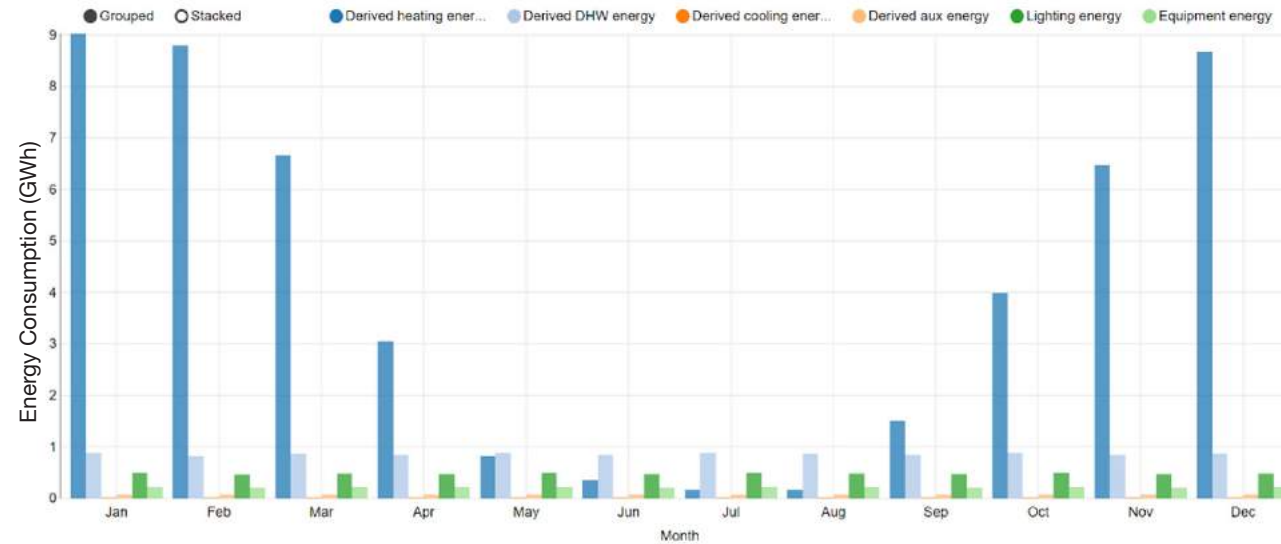 Grouped Stacked Derived heating ener... Derived DHW energy Derived cooling ener... Derived aux energy Lighting energy Equipment energy
Energy Consumption (GWh)
9
8
7
6
5
4
3
2
1
0
Jan Feb Mar Apr May Jun Jul Aug Sep Oct Nov Dec
Month